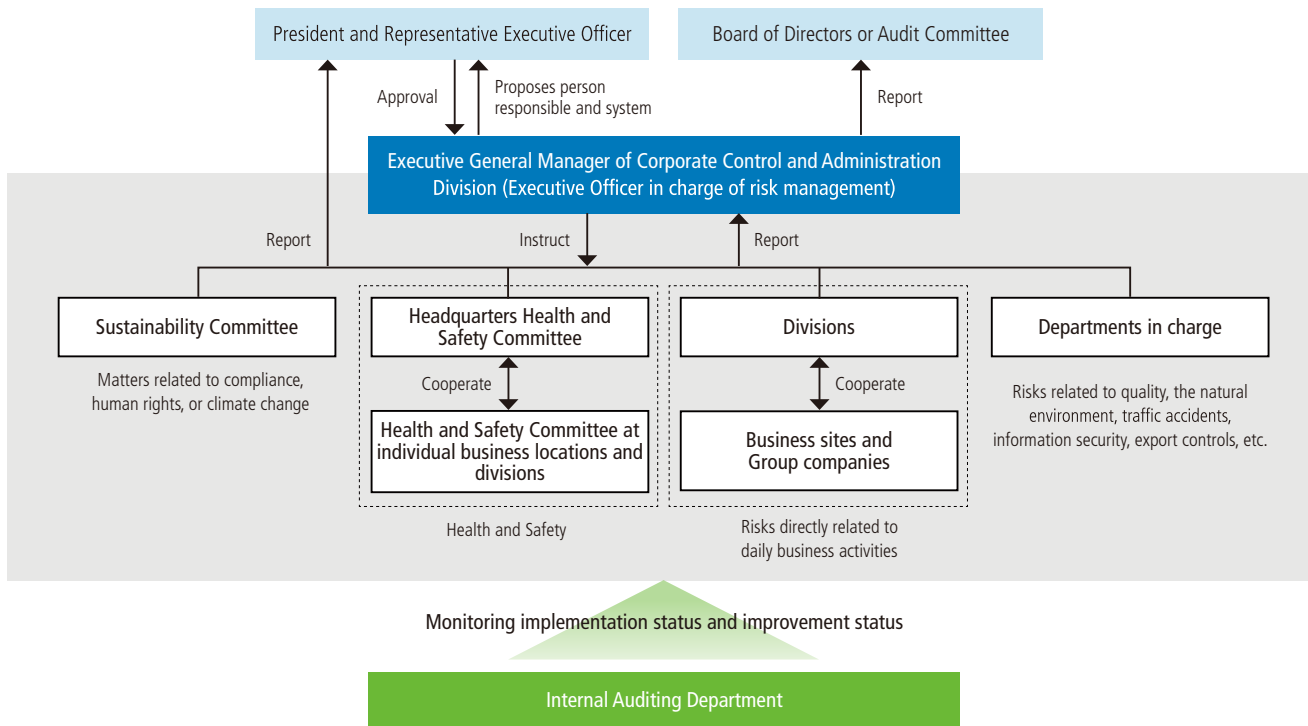 President and Representative Executive Officer
Board of Directors or Audit Committee
Approval
Proposes person
responsible and system
Report
Executive General Manager of Corporate Control and Administration
Division (Executive Officer in charge of risk management)
Report
Instruct
Report
Sustainability Committee
Matters related to compliance,
human rights, or climate change
Headquarters Health and
Safety Committee
Cooperate
Health and Safety Committee at
individual business locations and
divisions
Health and Safety
Divisions
Cooperate
Business sites and
Group companies
Risks directly related to
daily business activities
Departments in charge
Risks related to quality, the natural
environment, traffic accidents,
information security, export controls, etc.
Monitoring implementation status and improvement status
Internal Auditing Department